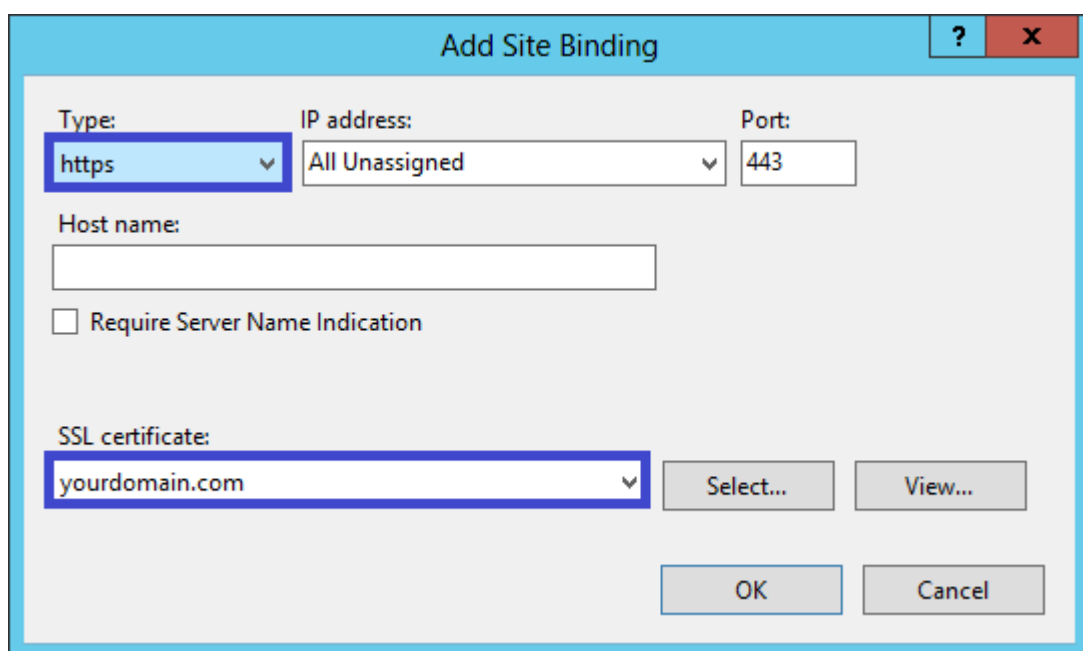 Add Site Binding
? x
Type: IP address: Port:
https All Unassigned 443
Host name:
Require Server Name Indication
SSL certificate:
yourdomain.com Select... View...
OK Cancel